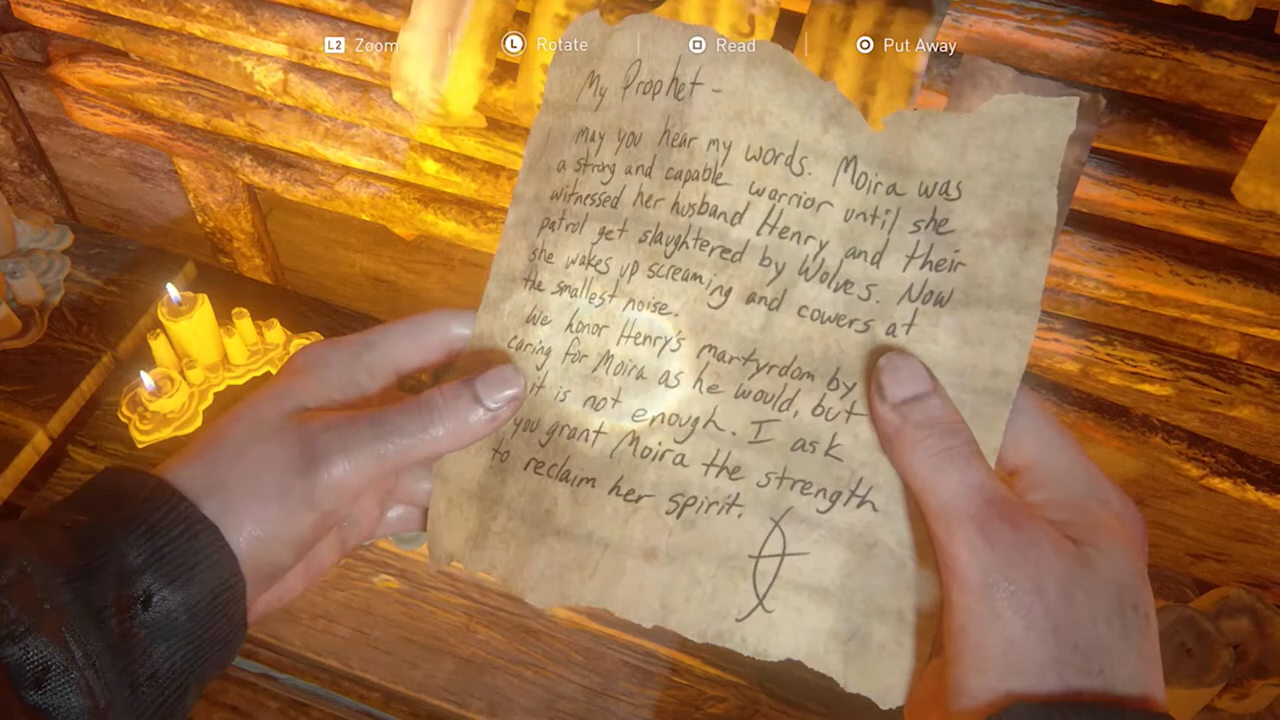 L2 Zoom L Rotate Read Put Away
My Prophet -
May you hear my words. Moira was
a strong and capable warrior until she
witnessed her husband Henry and their
patrol get slaughtered by Wolves. Now
she wakes up screaming and cowers at
the smallest noise.
We honor Henry's martyrdom by
caring for Moira as he would, but
it is not enough. I ask
you grant Moira the strength
to reclaim her spirit.